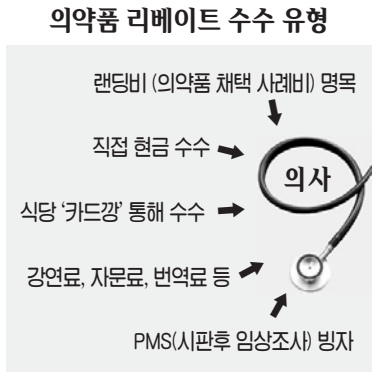 의약품 리베이트 수수 유형
랜딩비 (의약품 채택 사례비) 명목
직접 현금 수수
의사
식당 ‘카드깡’ 통해 수수
강연료, 자문료, 번역료 등
PMS(시판후 임상조사) 빙자